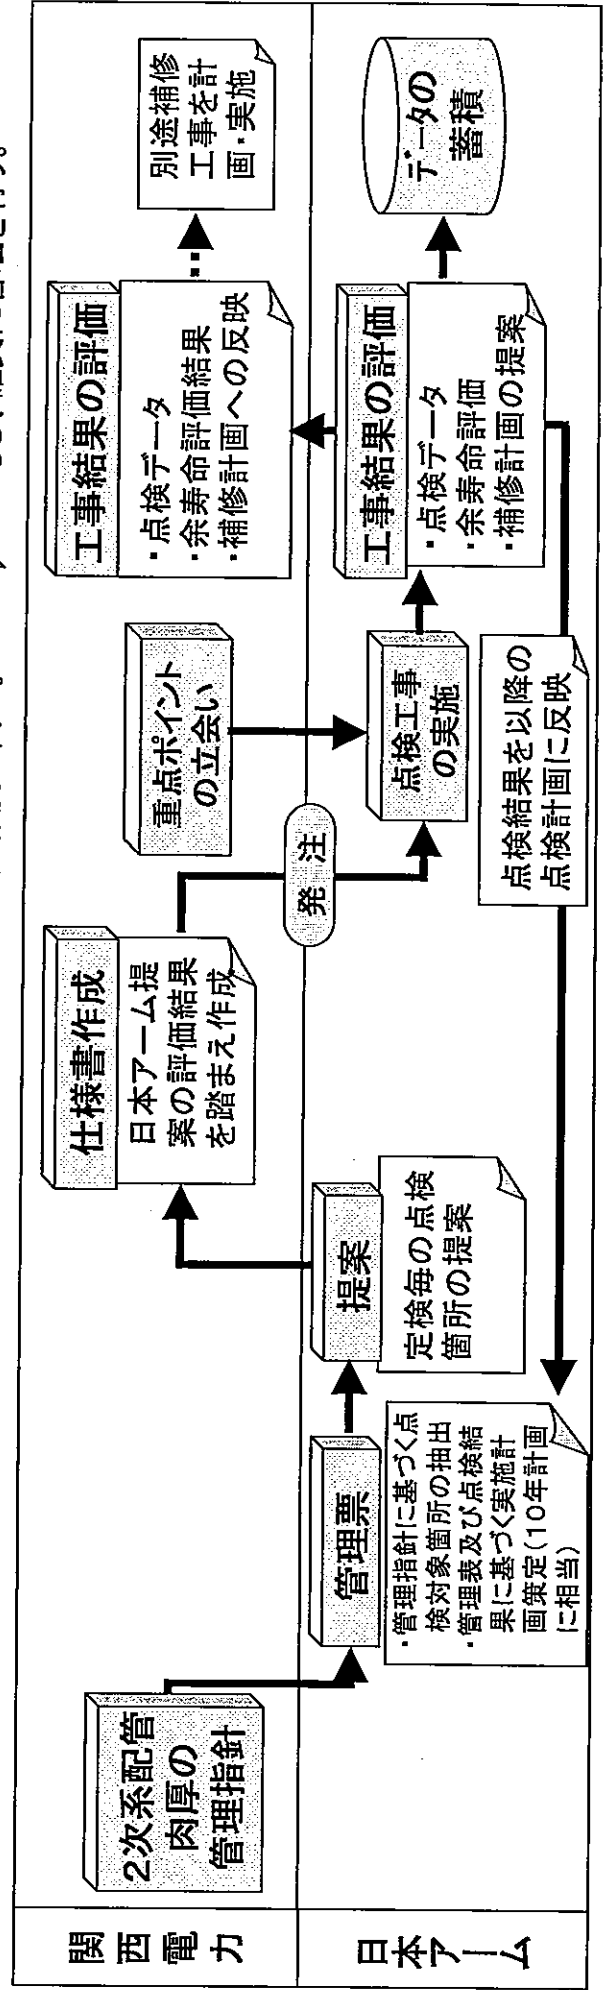 関西電力
2次系配管
肉厚の
管理指針
仕様書作成
日本アーム提
案の評価結果
を踏まえ作成
重点ポイント
の立会い
工事結果の評価
・点検データ
・余寿命評価結果
・補修計画への反映
別途補修
工事を計
画・実施
発注
日本アーム
管理票
・管理指針に基づく点
検対象箇所の抽出
・管理表及び点検結
果に基づく実施計
画策定(10年計画
に相当)
提案
定検毎の点検
箇所の提案
点検工事
の実施
工事結果の評価
・点検データ
・余寿命評価
・補修計画の提案
データの
蓄積
点検結果を以降の
点検計画に反映